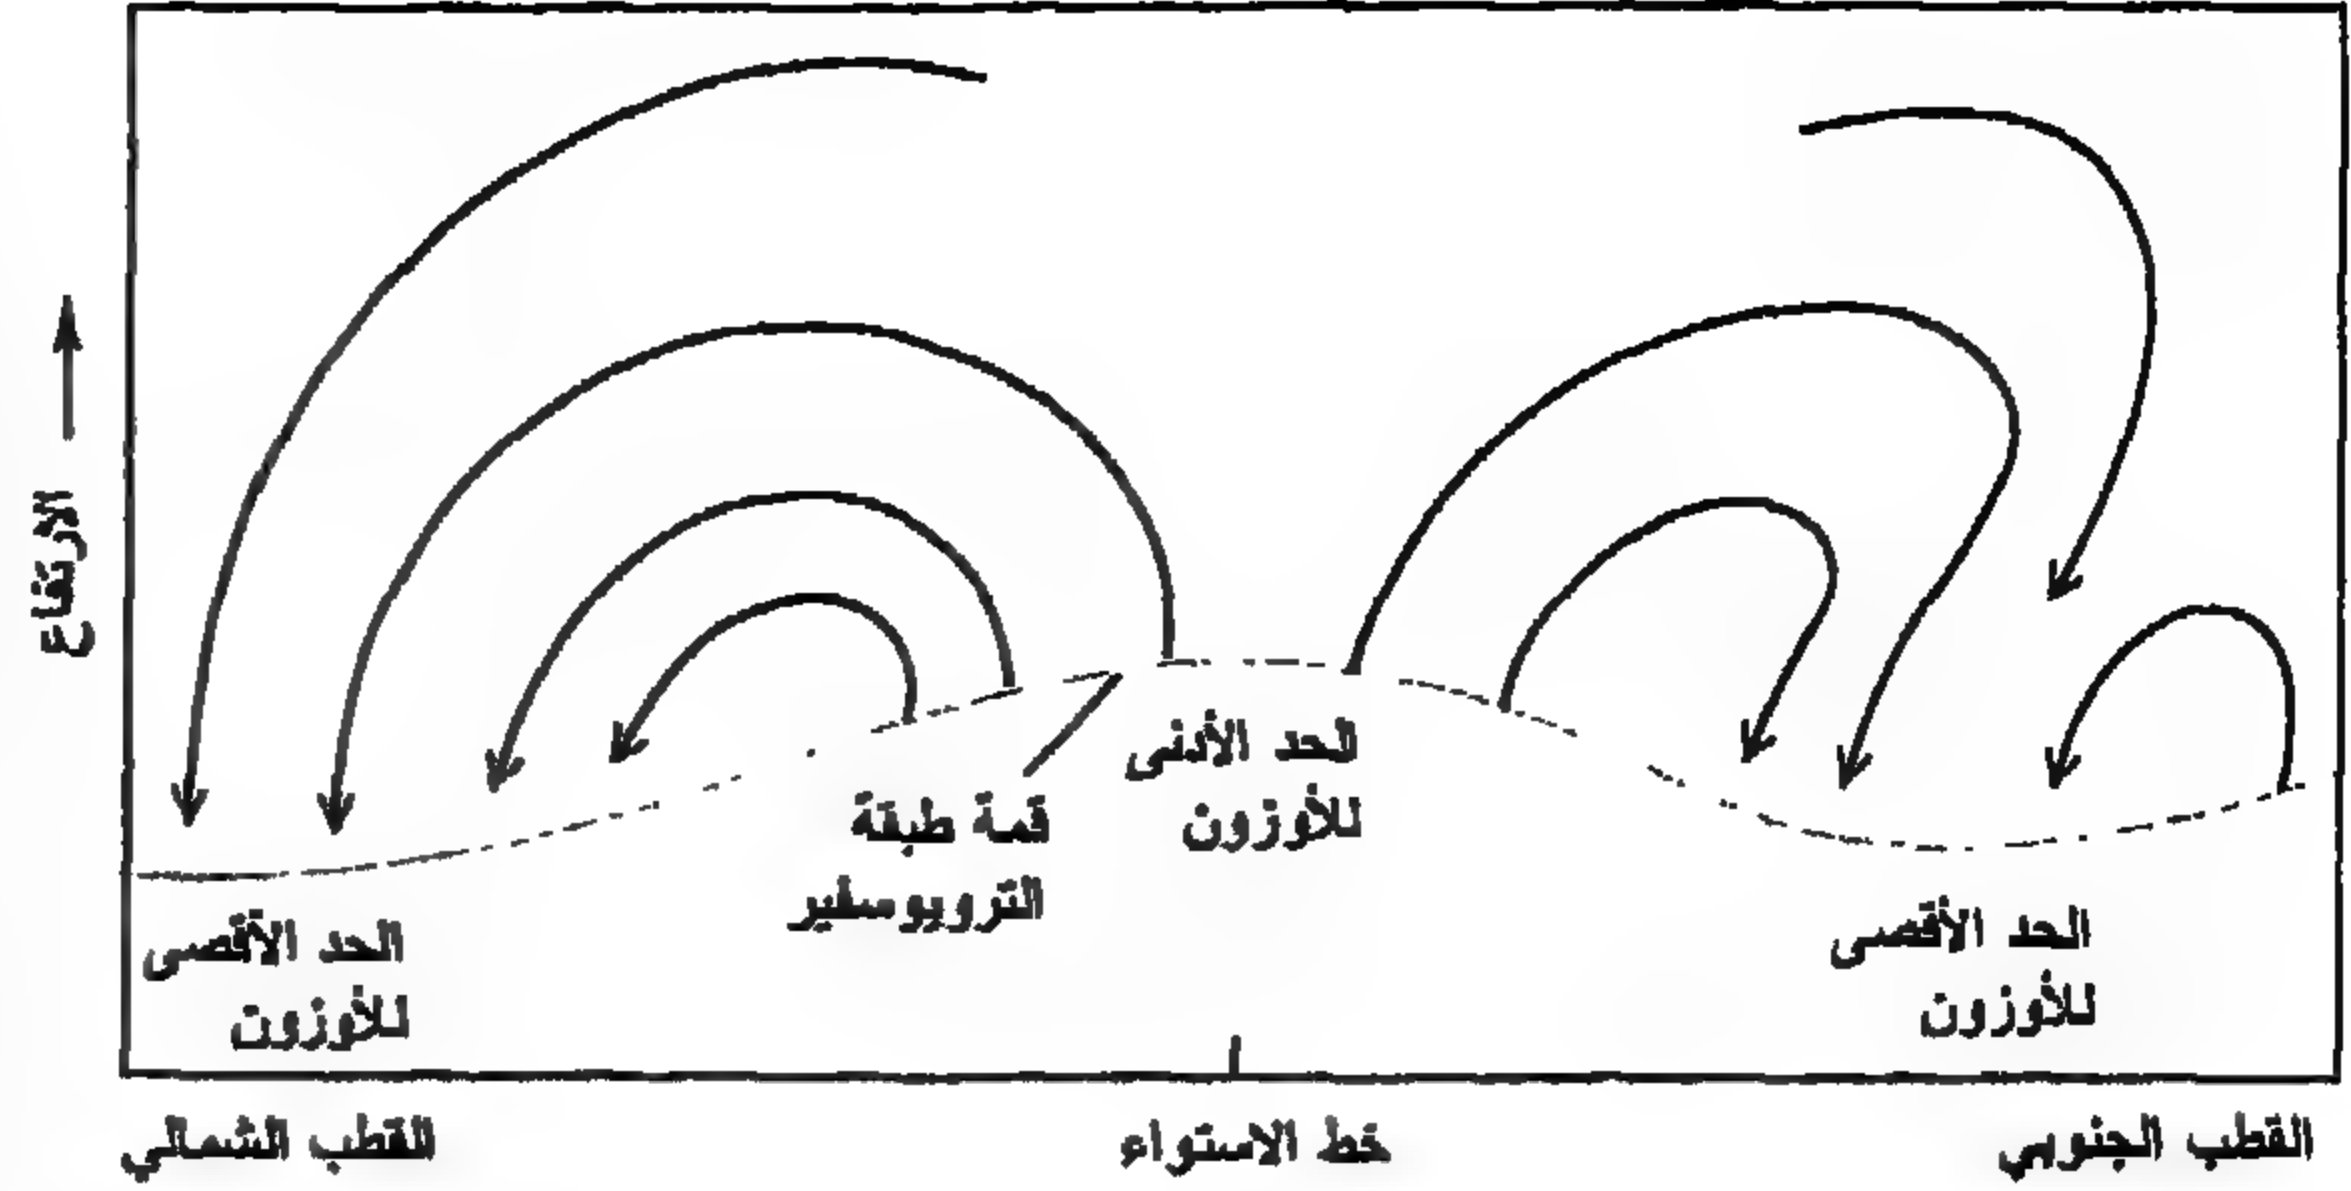 الارتفاع
الحد الأدنى
للأوزون
قمة طبقة
التروبوسفير
الحد الأقصى
للأوزون
الحد الأقصى
للأوزون
القطب الشمالي
خط الاستواء
القطب الجنوبي